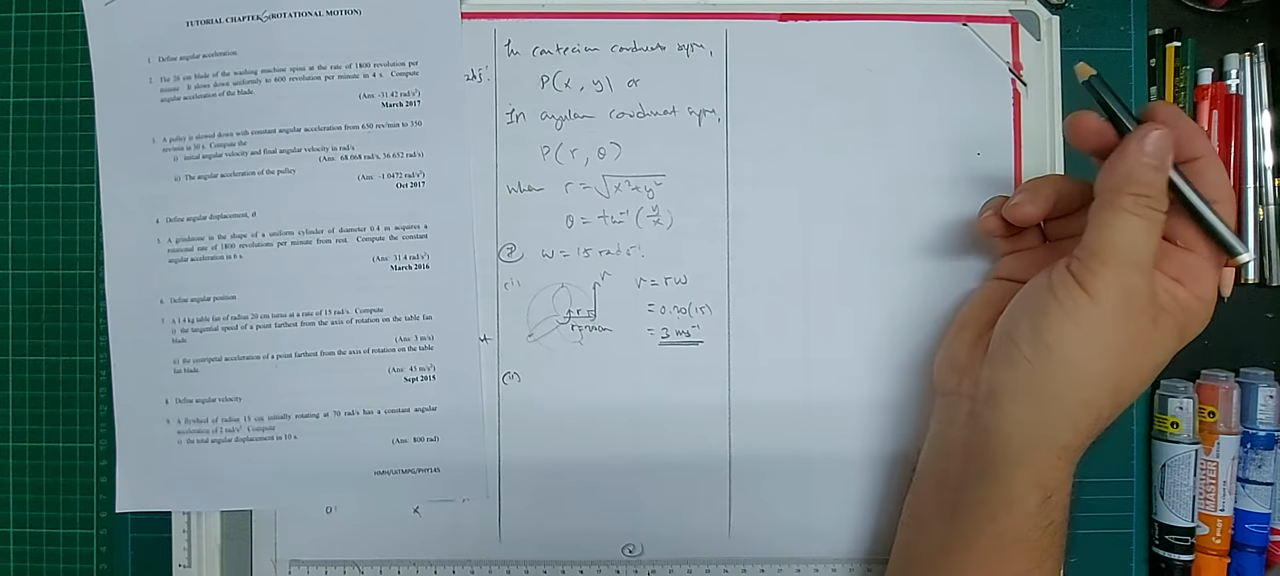 TUTORIAL CHAPTER 5 (ROTATIONAL MOTION)
1 Define angular acceleration.
2. The 26 cm blade of the washing machine spins at the rate of 1800 revolution per
minute. It slows down uniformly to 600 revolution per minute in 4 s. Compute
angular acceleration of the blade.
(Ans: -31.42 rad/s²)
March 2017
3. A pulley is slowed down with constant angular acceleration from 650 rev/min to 350
rev/min in 30 s. Compute the
i) initial angular velocity and final angular velocity in rad/s
(Ans: 68.068 rad/s, 36.652 rad/s)
ii) The angular acceleration of the pulley
(Ans: -1.0472 rad/s²)
Oct 2017
4. Define angular displacement, θ
5. A grindstone in the shape of a uniform cylinder of diameter 0.4 m acquires a
rotational rate of 1800 revolutions per minute from rest. Compute the constant
angular acceleration in 6 s.
(Ans: 31.4 rad/s²)
March 2016
6. Define angular position
7. A 1.4 kg table fan of radius 20 cm turns at a rate of 15 rad/s. Compute
i) the tangential speed of a point farthest from the axis of rotation on the table fan
blade.
(Ans: 3 m/s)
ii) the centripetal acceleration of a point farthest from the axis of rotation on the table
fan blade.
(Ans: 45 m/s²)
Sept 2015
8. Define angular velocity
9. A flywheel of radius 15 cm initially rotating at 70 rad/s has a constant angular
acceleration of 2 rad/s². Compute
i) the total angular displacement in 10 s.
(Ans: 800 rad)
HMH/UiTMPG/PHY145
In cartesian
P(x, y) or
In angular
P(r, θ)
when r = √x²+y²
θ = tan⁻¹(y/x)
⑦ ω = 15 rads⁻¹
(i) v = rω
r = 0.20(15)
= 3 ms⁻¹
(ii)
②
BOARD MASTER
PILOT